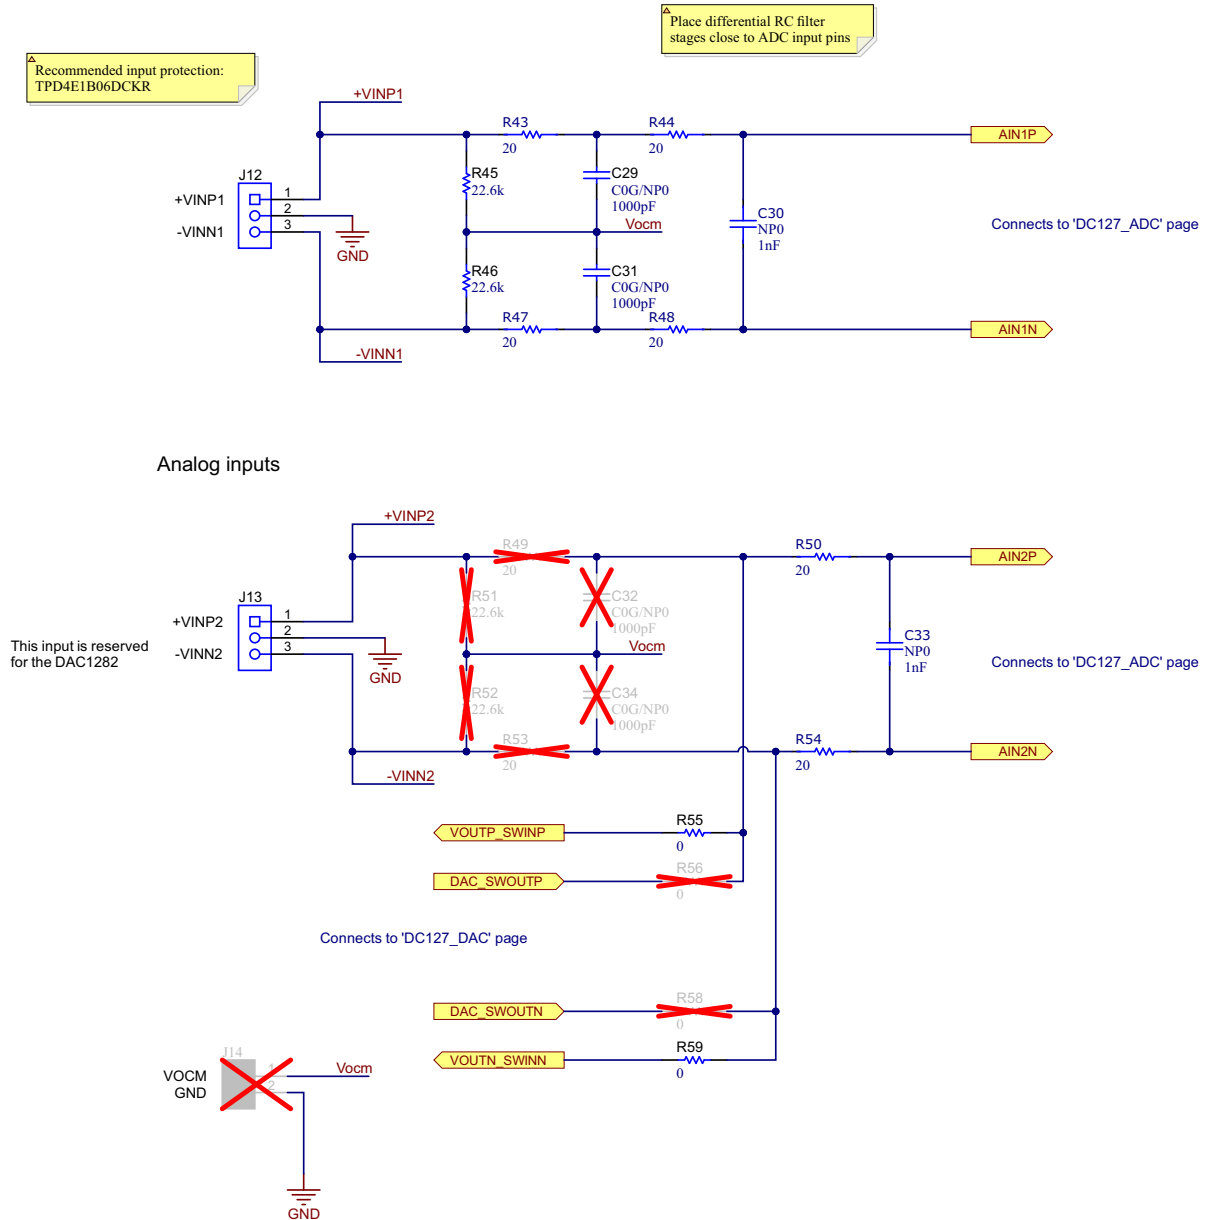 Place differential RC filter
stages close to ADC input pins
Recommended input protection:
TPD4E1B06DCKR
+VINP1
R43
20
R44
20
AIN1P
J12
+VINP1
-VINN1
1
2
3
GND
R45
22.6k
C29
C0G/NP0
1000pF
Vocm
C30
NP0
1nF
Connects to 'DC127_ADC' page
R46
22.6k
C31
C0G/NP0
1000pF
R47
20
R48
20
AIN1N
-VINN1
Analog inputs
+VINP2
R49
20
R50
20
AIN2P
J13
+VINP2
-VINN2
1
2
3
GND
This input is reserved
for the DAC1282
R51
22.6k
C32
C0G/NP0
1000pF
Vocm
C33
NP0
1nF
Connects to 'DC127_ADC' page
R52
22.6k
C34
C0G/NP0
1000pF
R53
20
R54
20
AIN2N
-VINN2
VOUTP_SWINP
R55
0
DAC_SWOUTP
R56
0
Connects to 'DC127_DAC' page
DAC_SWOUTN
R58
0
VOUTN_SWINN
R59
0
J14
VOCM
GND
1
2
Vocm
GND